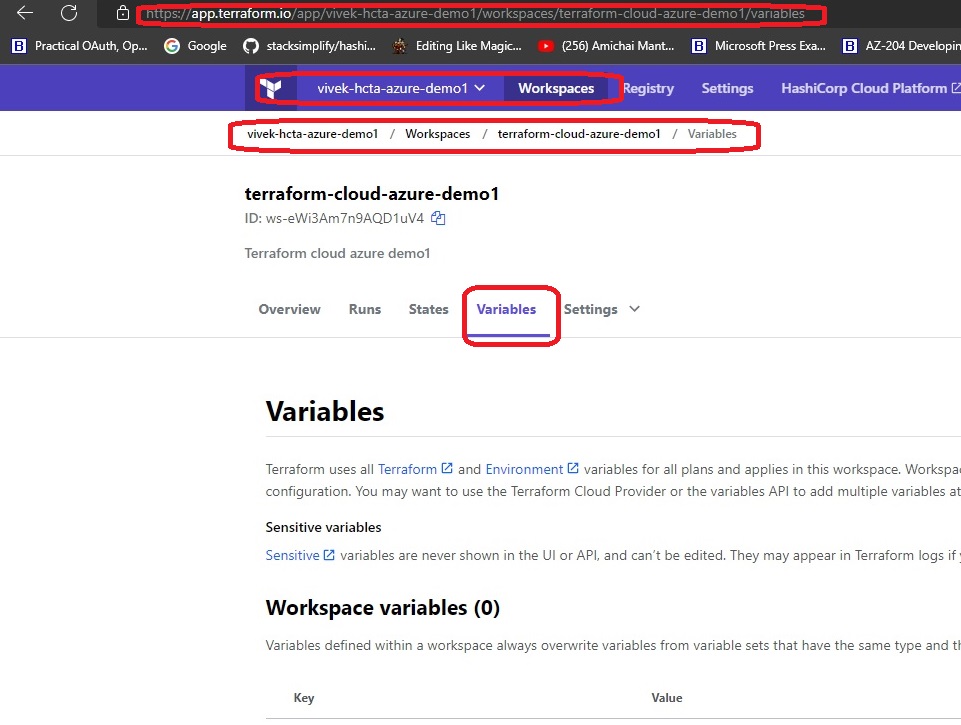 https://app.terraform.io/app/vivek-hcta-azure-demo1/workspaces/terraform-cloud-azure-demo1/variables
B Practical OAuth, Op... Google stacksimplify/hashi... Editing Like Magic... (256) Amichai Mant... B Microsoft Press Exa... B AZ-204 Developin
vivek-hcta-azure-demo1 Workspaces Registry Settings HashiCorp Cloud Platform
vivek-hcta-azure-demo1 / Workspaces / terraform-cloud-azure-demo1 / Variables
terraform-cloud-azure-demo1
ID: ws-eWi3Am7n9AQD1uV4
Terraform cloud azure demo1
Overview Runs States Variables Settings
Variables
Terraform uses all Terraform and Environment variables for all plans and applies in this workspace. Workspa
configuration. You may want to use the Terraform Cloud Provider or the variables API to add multiple variables at
Sensitive variables
Sensitive variables are never shown in the UI or API, and can't be edited. They may appear in Terraform logs if
Workspace variables (0)
Variables defined within a workspace always overwrite variables from variable sets that have the same type and th
Key Value